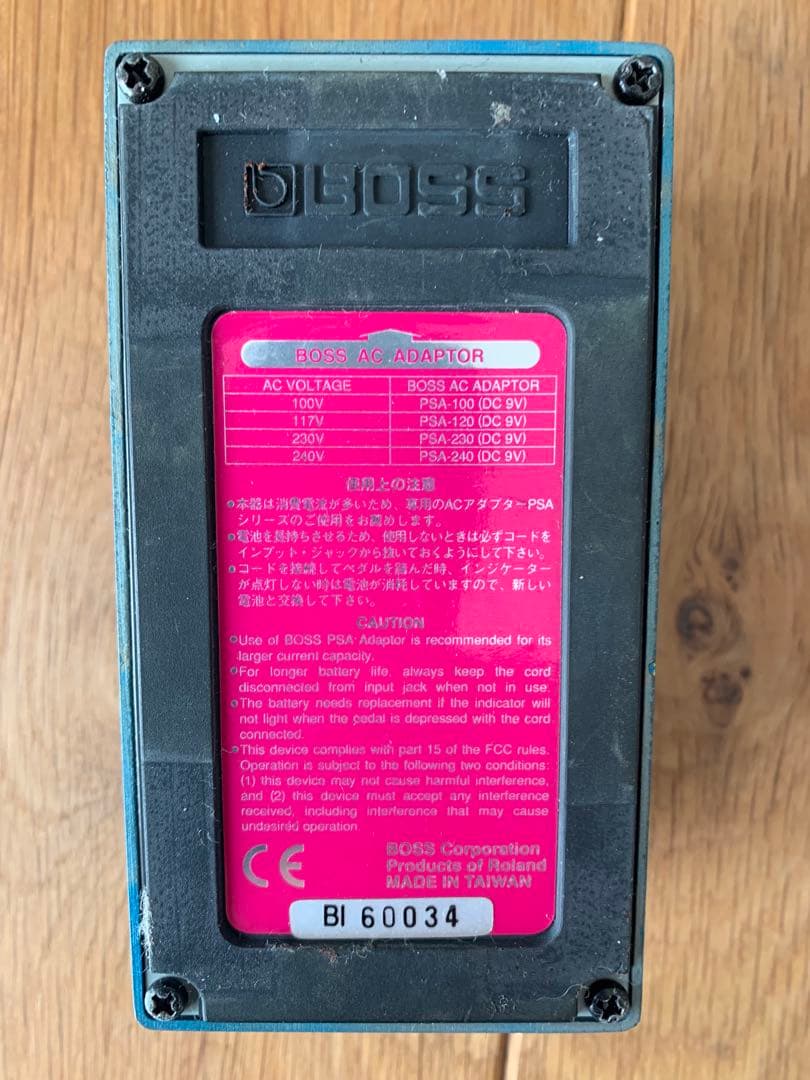 BOSS
BOSS AC ADAPTOR
AC VOLTAGE BOSS AC ADAPTOR
100V PSA-100 (DC 9V)
117V PSA-120 (DC 9V)
230V PSA-230 (DC 9V)
240V PSA-240 (DC 9V)
使用上の注意
●本器は消費電流が多いため、専用のACアダプターPSA
シリーズのご使用をお薦めします。
●電池を長持ちさせるため、使用しないときは必ずコードを
インプット・ジャックから抜いておくようにして下さい。
●コードを接続してペダルを踏んだ時、インジケーター
が点灯しない時は電池が消耗していますので、新しい
電池と交換して下さい。
CAUTION
●Use of BOSS PSA Adaptor is recommended for its
larger current capacity.
●For longer battery life, always keep the cord
disconnected from input jack when not in use.
●The battery needs replacement if the indicator will
not light when the pedal is depressed with the cord
connected.
●This device complies with part 15 of the FCC rules.
Operation is subject to the following two conditions:
(1) this device may not cause harmful interference,
and (2) this device must accept any interference
received, including interference that may cause
undesired operation.
CE
BOSS Corporation
Products of Roland
MADE IN TAIWAN
BI 60034